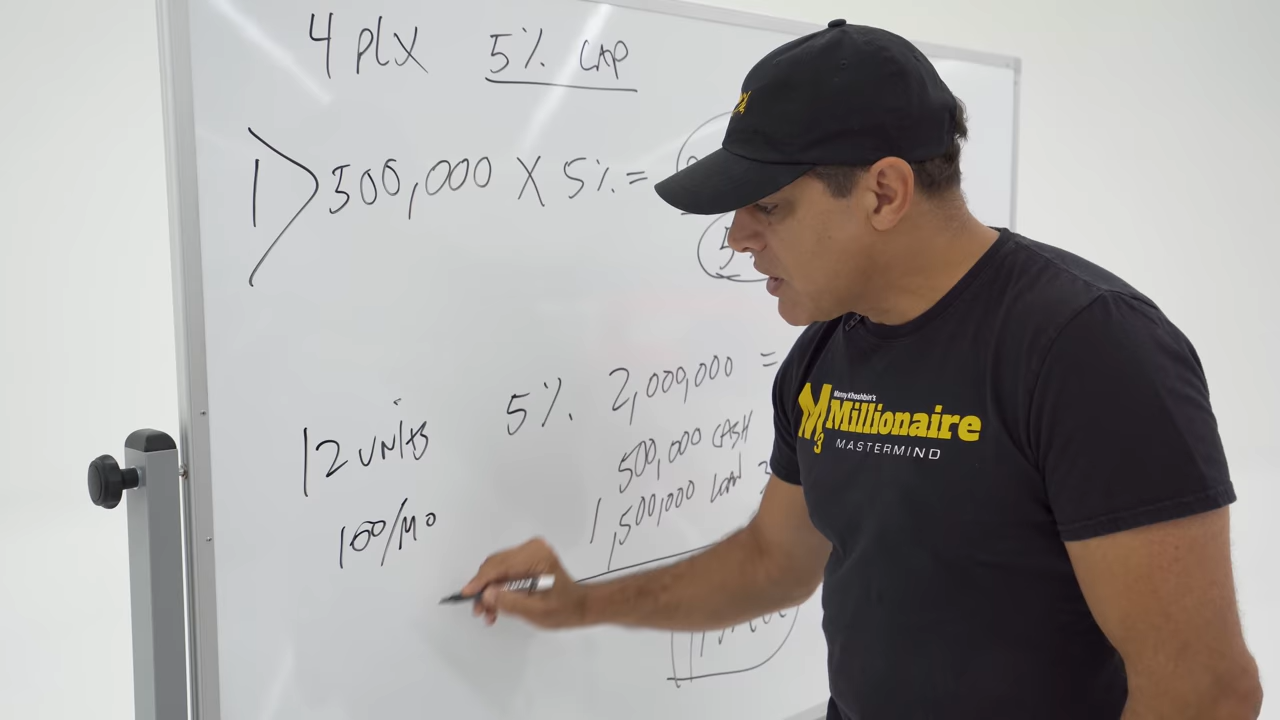 4 PLX 5% CAP
1) 500,000 X 5% =
5% 2,000,000 =
12 UNITS
500,000 CASH
1,500,000 LOAN
100/MO
Manny Khoshbin's
M3 Millionaire
MASTERMIND